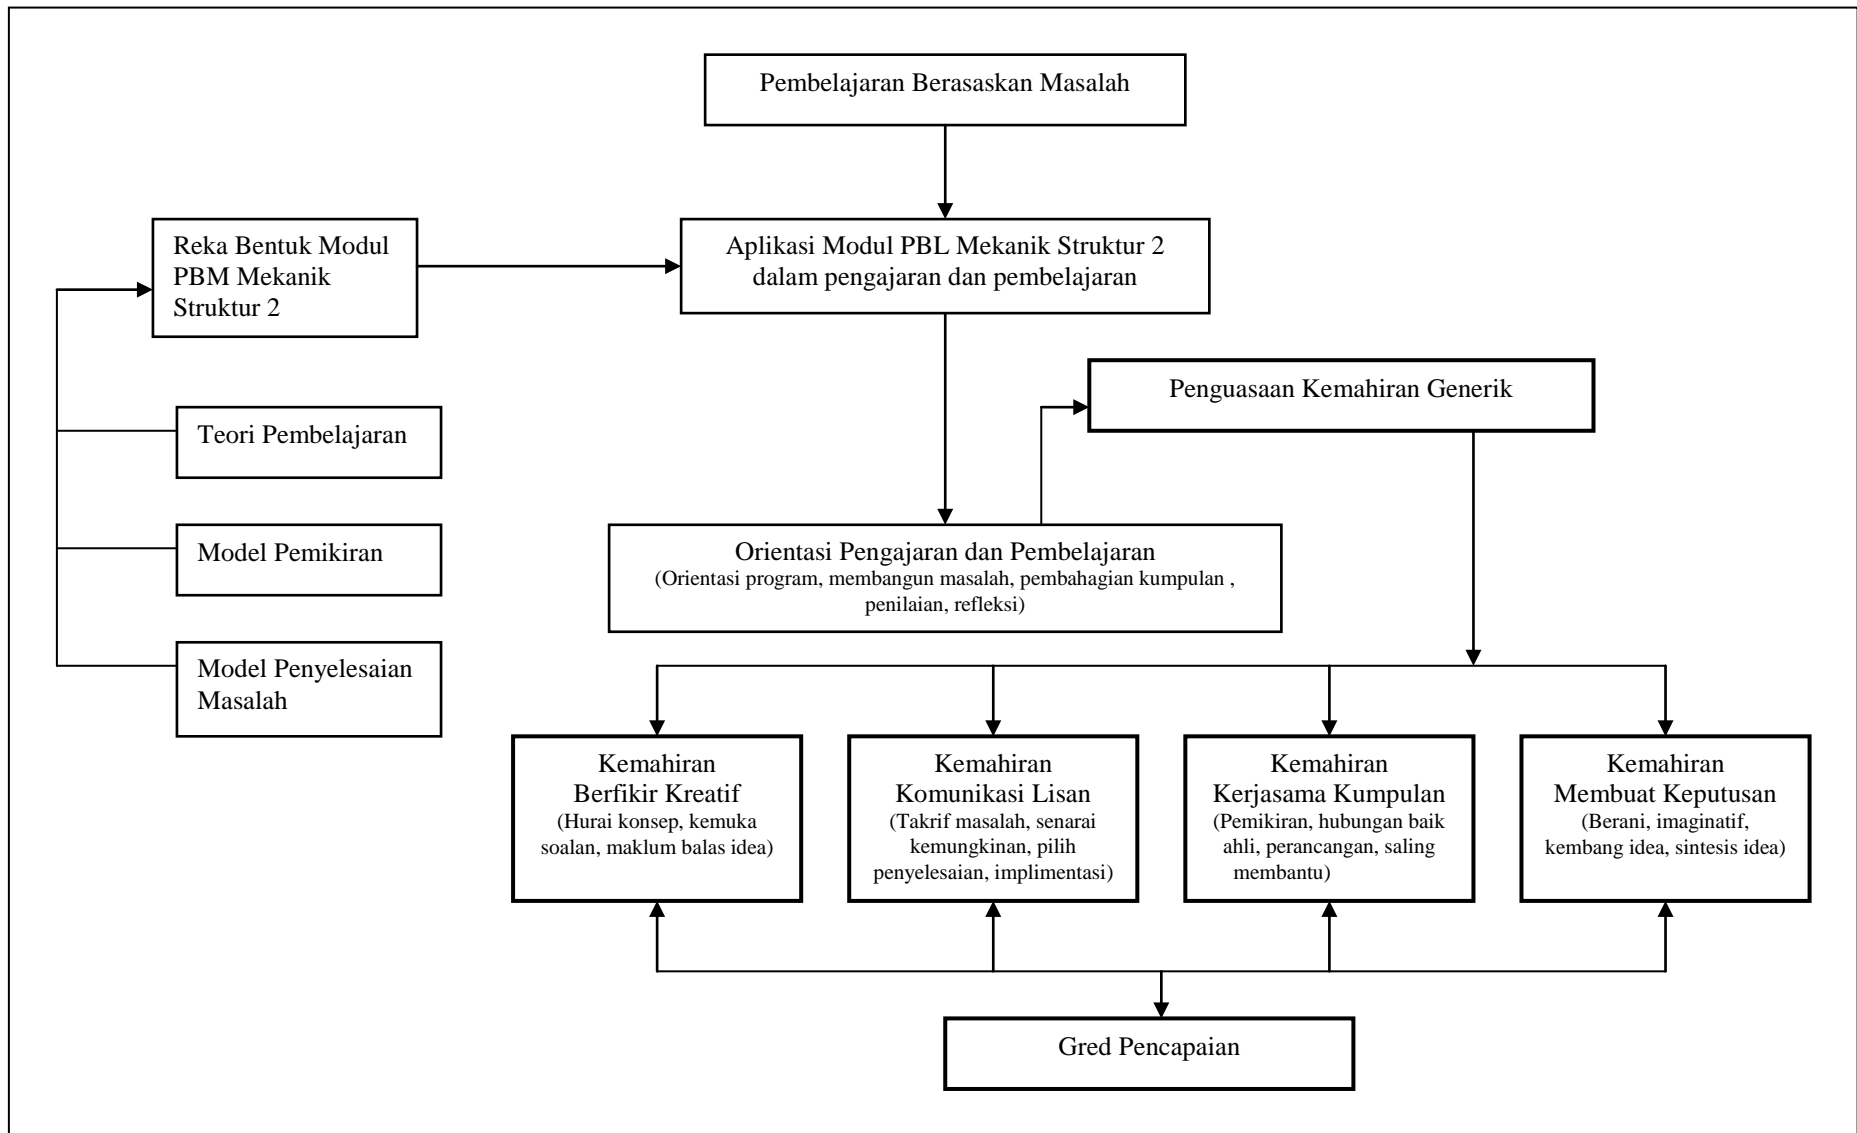 Pembelajaran Berasaskan Masalah
Reka Bentuk Modul
PBM Mekanik
Struktur 2
Aplikasi Modul PBL Mekanik Struktur 2
dalam pengajaran dan pembelajaran
Penguasaan Kemahiran Generik
Teori Pembelajaran
Model Pemikiran
Orientasi Pengajaran dan Pembelajaran
(Orientasi program, membangun masalah, pembahagian kumpulan ,
penilaian, refleksi)
Model Penyelesaian
Masalah
Kemahiran
Berfikir Kreatif
(Hurai konsep, kemuka
soalan, maklum balas idea)
Kemahiran
Komunikasi Lisan
(Takrif masalah, senarai
kemungkinan, pilih
penyelesaian, implimentasi)
Kemahiran
Kerjasama Kumpulan
(Pemikiran, hubungan baik
ahli, perancangan, saling
membantu)
Kemahiran
Membuat Keputusan
(Berani, imaginatif,
kembang idea, sintesis idea)
Gred Pencapaian